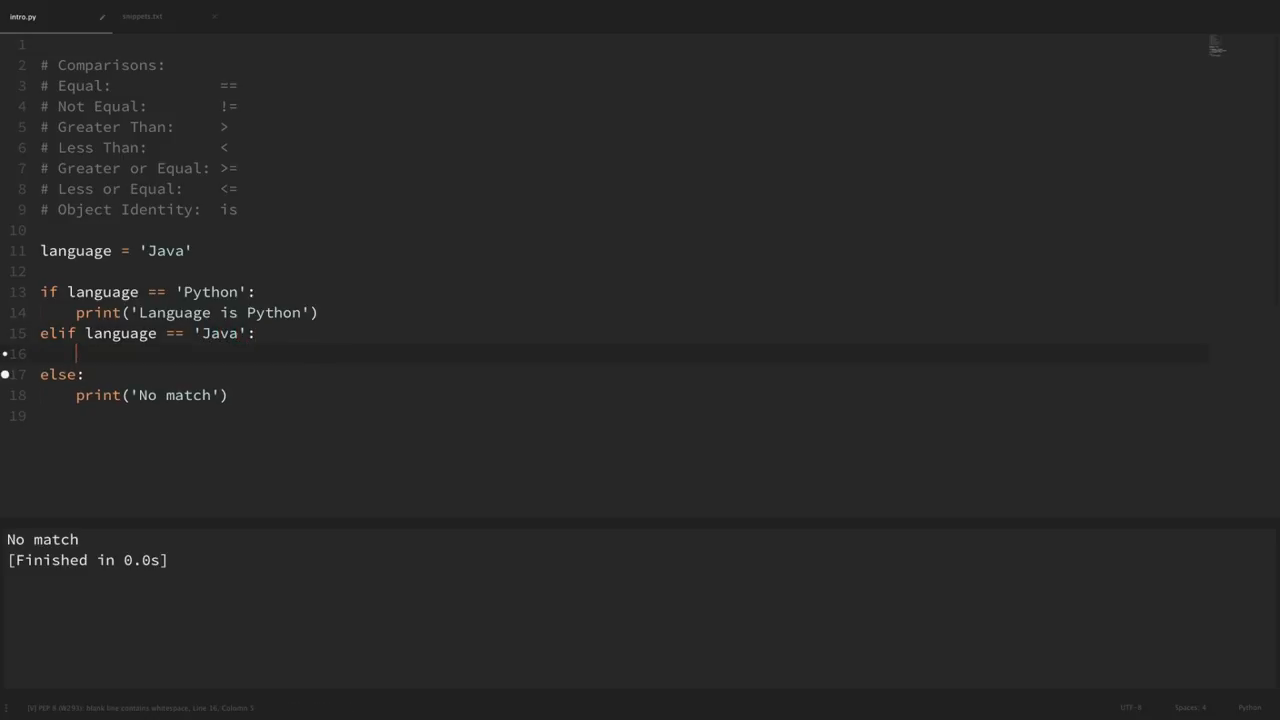 intro.py snippets.txt
1
2 # Comparisons:
3 # Equal: ==
4 # Not Equal: !=
5 # Greater Than: >
6 # Less Than: <
7 # Greater or Equal: >=
8 # Less or Equal: <=
9 # Object Identity: is
10
11 language = 'Java'
12
13 if language == 'Python':
14 print('Language is Python')
15 elif language == 'Java':
16
17 else:
18 print('No match')
19
No match
[Finished in 0.0s]
[V] PEP 8 (W293): blank line contains whitespace, Line 16, Column 5 UTF-8 Spaces: 4 Python